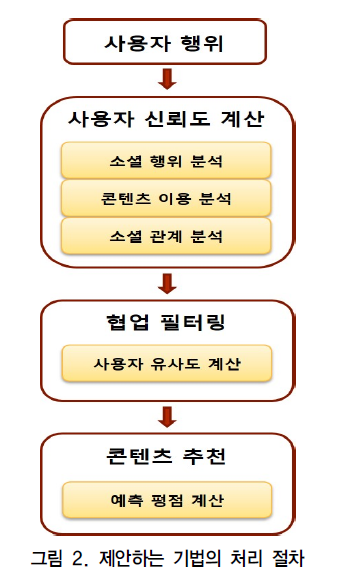 사용자 행위
사용자 신뢰도 계산
소셜 행위 분석
콘텐츠 이용 분석
소셜 관계 분석
협업 필터링
사용자 유사도 계산
콘텐츠 추천
예측 평점 계산
그림 2. 제안하는 기법의 처리 절차